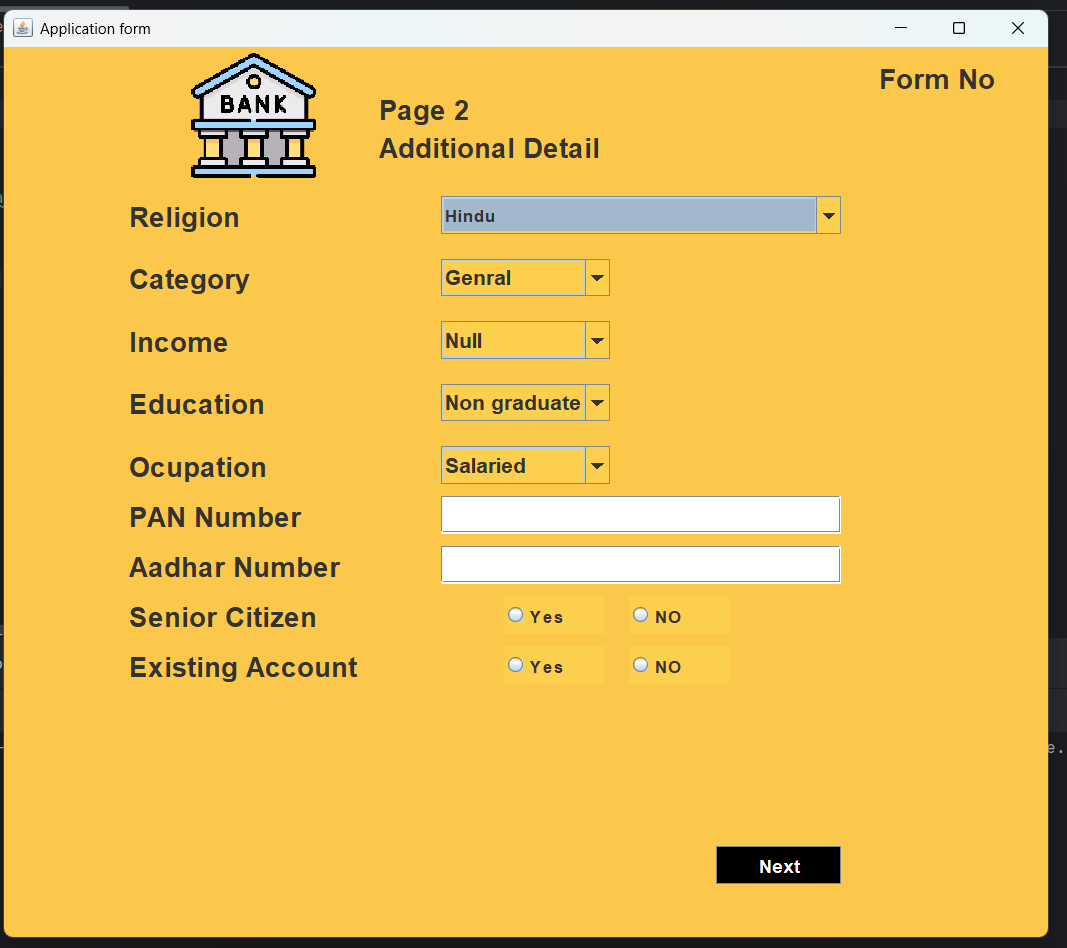 Application form
BANK
Form No
Page 2
Additional Detail
Religion Hindu
Category Genral
Income Null
Education Non graduate
Ocupation Salaried
PAN Number
Aadhar Number
Senior Citizen Yes NO
Existing Account Yes NO
e.
Next